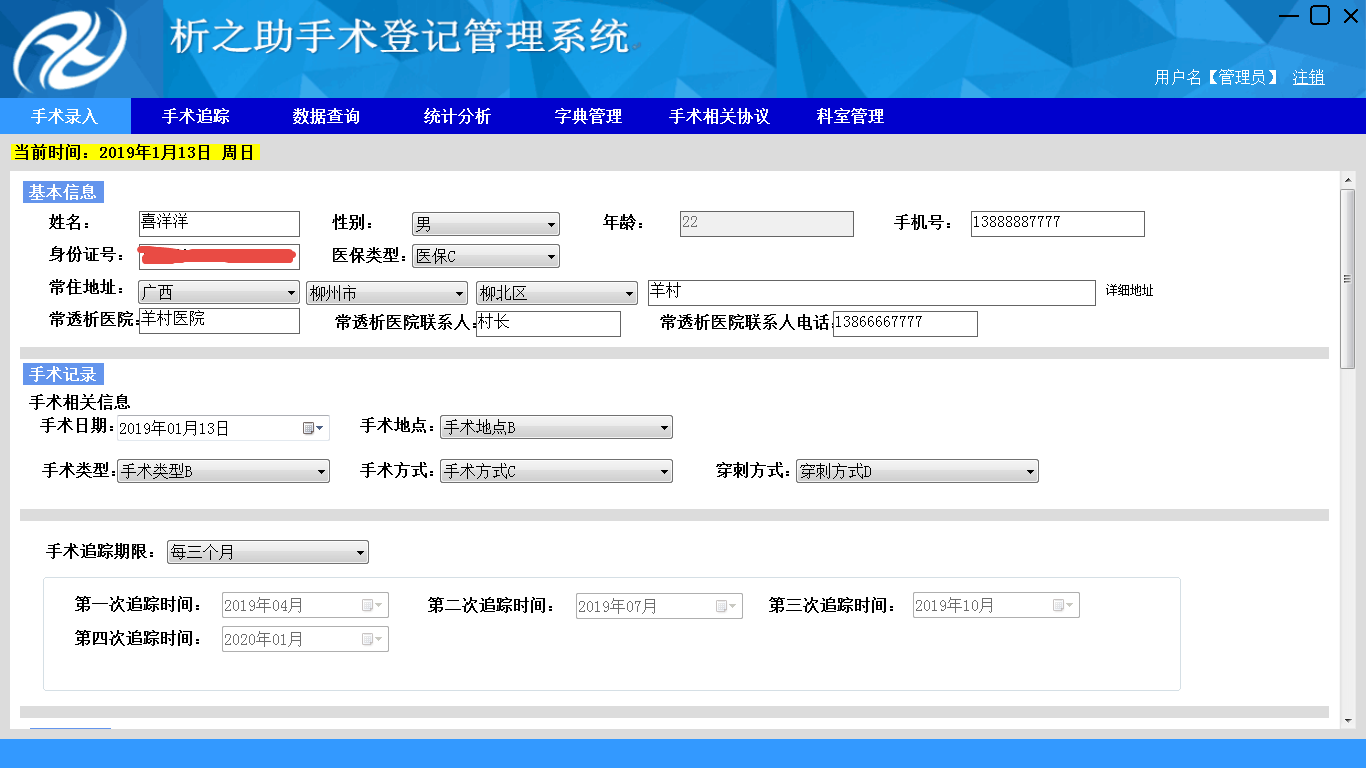 析之助手术登记管理系统
用户名【管理员】 注销
手术录入 手术追踪 数据查询 统计分析 字典管理 手术相关协议 科室管理
当前时间：2019年1月13日 周日
基本信息
姓名： 喜洋洋 性别： 男 年龄： 22 手机号： 13888887777
身份证号： 医保类型： 医保C
常住地址： 广西 柳州市 柳北区 羊村 详细地址
常透析医院: 羊村医院 常透析医院联系人: 村长 常透析医院联系人电话: 13866667777
手术记录
手术相关信息
手术日期： 2019年01月13日 手术地点： 手术地点B
手术类型： 手术类型B 手术方式： 手术方式C 穿刺方式： 穿刺方式D
手术追踪期限： 每三个月
第一次追踪时间： 2019年04月 第二次追踪时间： 2019年07月 第三次追踪时间： 2019年10月
第四次追踪时间： 2020年01月